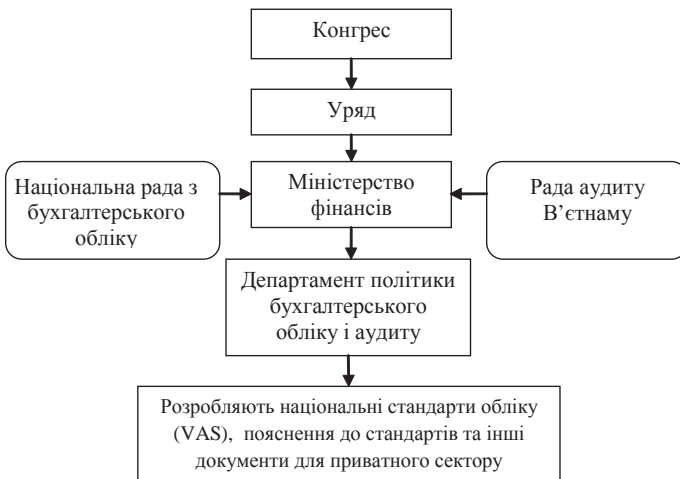 Конгрес
Уряд
Національна рада з
бухгалтерського
обліку
Міністерство
фінансів
Рада аудиту
В’єтнаму
Департамент політики
бухгалтерського
обліку і аудиту
Розробляють національні стандарти обліку
(VAS), пояснення до стандартів та інші
документи для приватного сектору